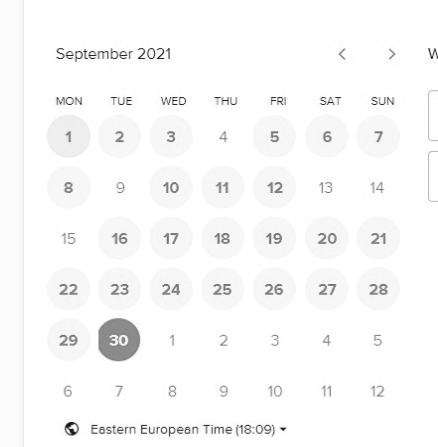 September 2021
W
MON TUE WED THU FRI SAT SUN
1 2 3 4 5 6 7
8 9 10 11 12 13 14
15 16 17 18 19 20 21
22 23 24 25 26 27 28
29 30 1 2 3 4 5
6 7 8 9 10 11 12
Eastern European Time (18:09)